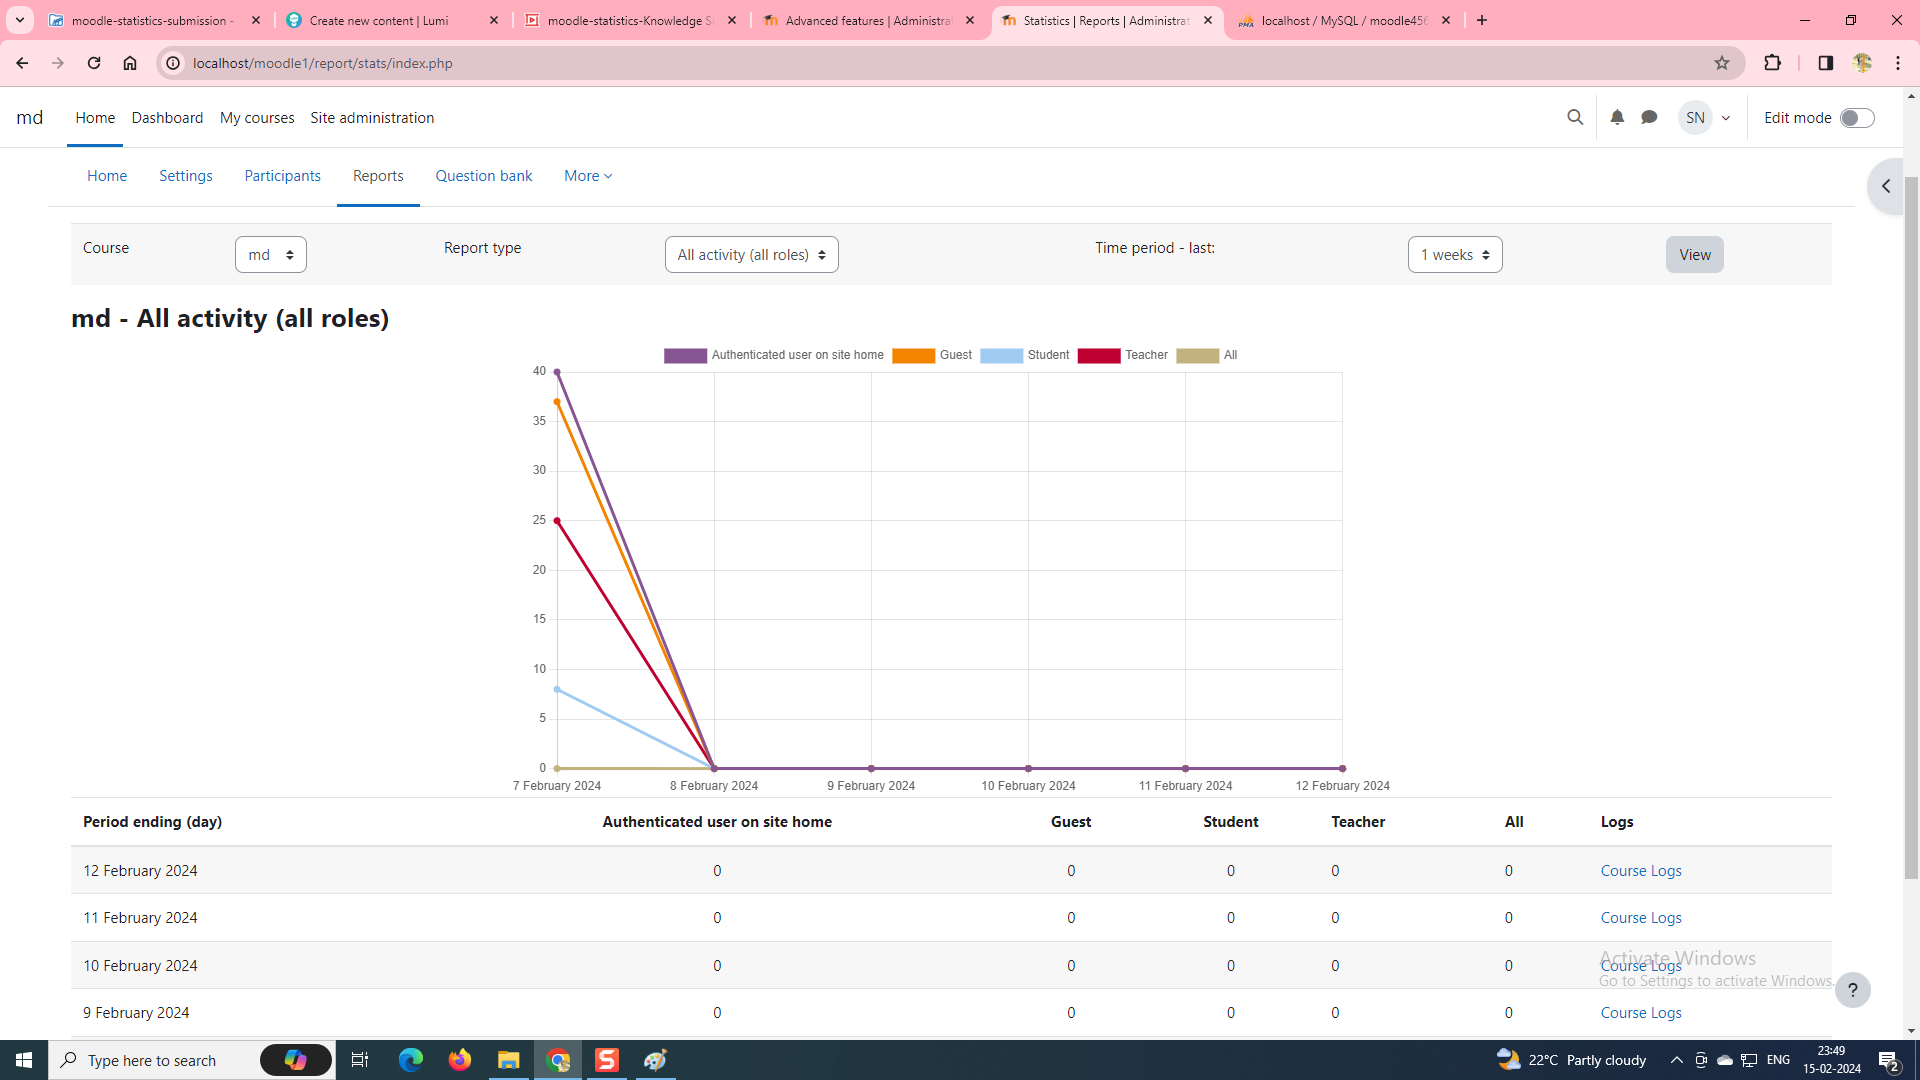 moodle-statistics-submission -
Create new content | Lumi
moodle-statistics-Knowledge S
Advanced features | Administra
Statistics | Reports | Administrat
localhost / MySQL / moodle456
localhost/moodle1/report/stats/index.php
md Home Dashboard My courses Site administration SN Edit mode
Home Settings Participants Reports Question bank More
Course md Report type All activity (all roles) Time period - last: 1 weeks View
md - All activity (all roles)
Authenticated user on site home Guest Student Teacher All
40
35
30
25
20
15
10
5
0
7 February 2024 8 February 2024 9 February 2024 10 February 2024 11 February 2024 12 February 2024
Period ending (day) Authenticated user on site home Guest Student Teacher All Logs
12 February 2024 0 0 0 0 0 Course Logs
11 February 2024 0 0 0 0 0 Course Logs
10 February 2024 0 0 0 0 0 Course Logs
9 February 2024 0 0 0 0 0 Course Logs
Activate Windows
Go to Settings to activate Windows.
?
Type here to search
22°C Partly cloudy
ENG
23:49
15-02-2024
2